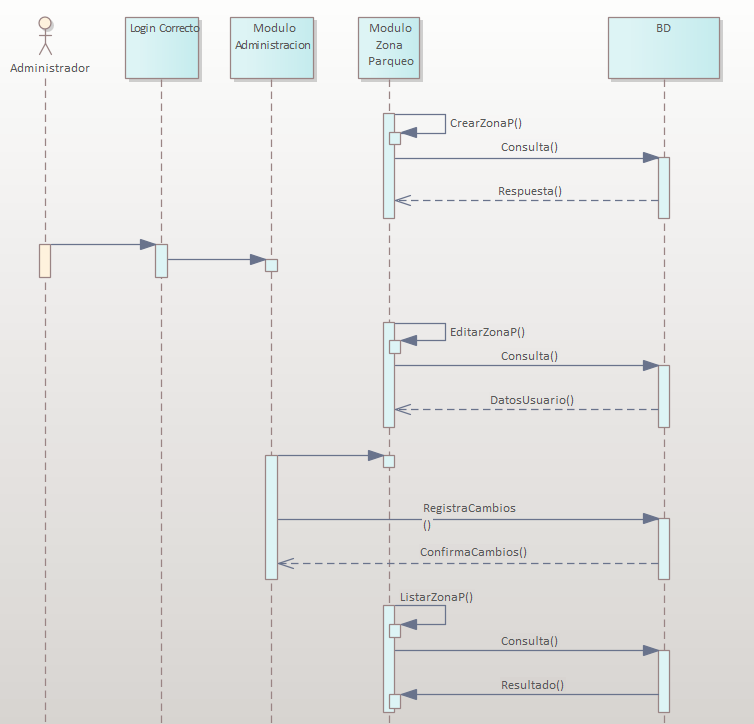 Administrador
Login Correcto
Modulo
Administracion
Modulo
Zona
Parqueo
BD
CrearZonaP()
Consulta()
Respuesta()
EditarZonaP()
Consulta()
DatosUsuario()
RegistraCambios
()
ConfirmaCambios()
ListarZonaP()
Consulta()
Resultado()